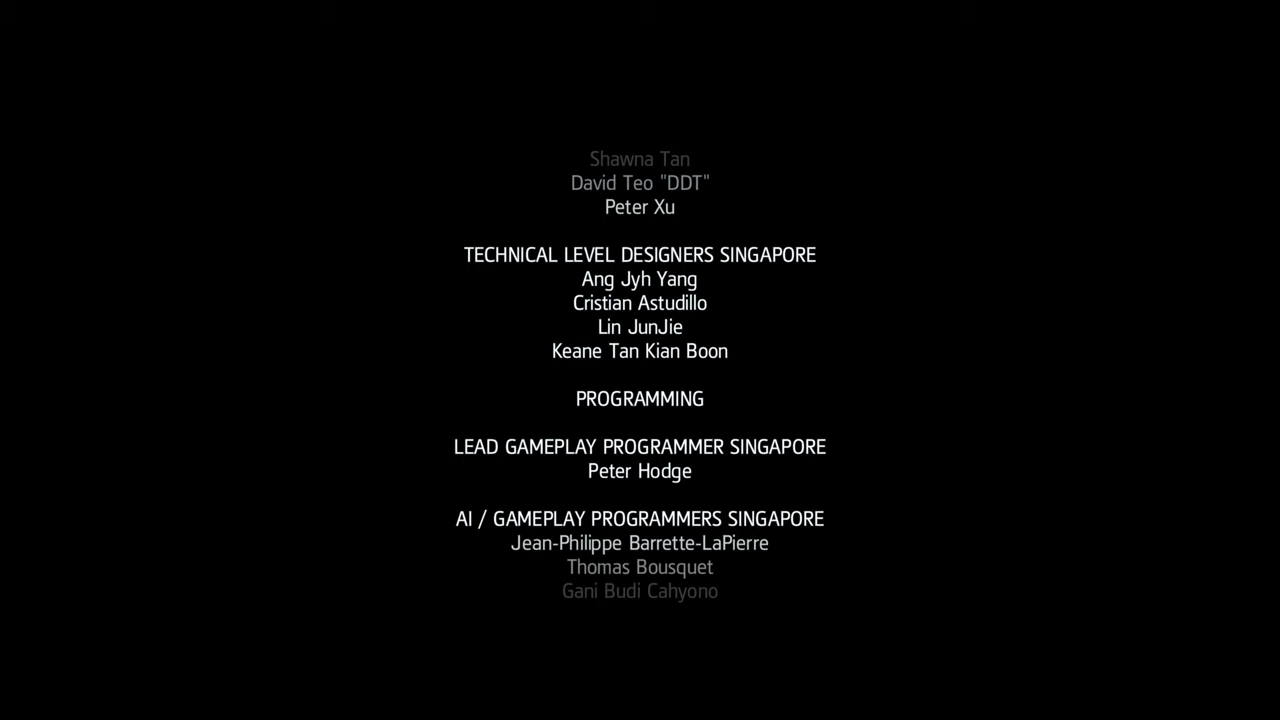 Shawna Tan
David Teo "DDT"
Peter Xu
TECHNICAL LEVEL DESIGNERS SINGAPORE
Ang Jyh Yang
Cristian Astudillo
Lin JunJie
Keane Tan Kian Boon
PROGRAMMING
LEAD GAMEPLAY PROGRAMMER SINGAPORE
Peter Hodge
AI / GAMEPLAY PROGRAMMERS SINGAPORE
Jean-Philippe Barrette-LaPierre
Thomas Bousquet
Gani Budi Cahyono